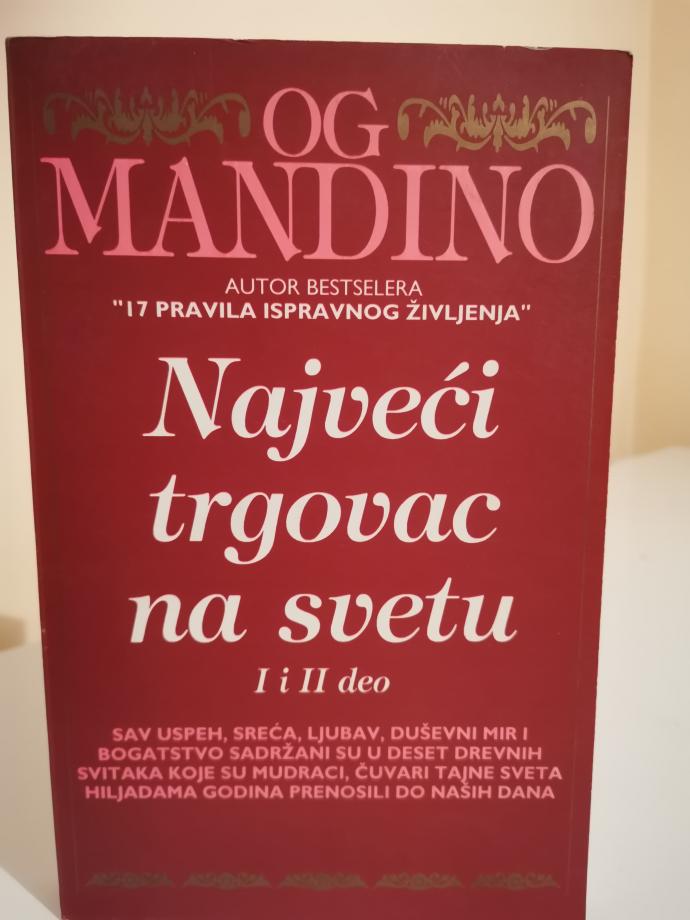 OG
MANDINO
AUTOR BESTSELERA
"17 PRAVILA ISPRAVNOG ŽIVLJENJA"
Najveći
trgovac
na svetu
I i II deo
SAV USPEH, SREĆA, LJUBAV, DUŠEVNI MIR I
BOGATSTVO SADRŽANI SU U DESET DREVNIH
SVITAKA KOJE SU MUDRACI, ČUVARI TAJNE SVETA
HILJADAMA GODINA PRENOSILI DO NAŠIH DANA